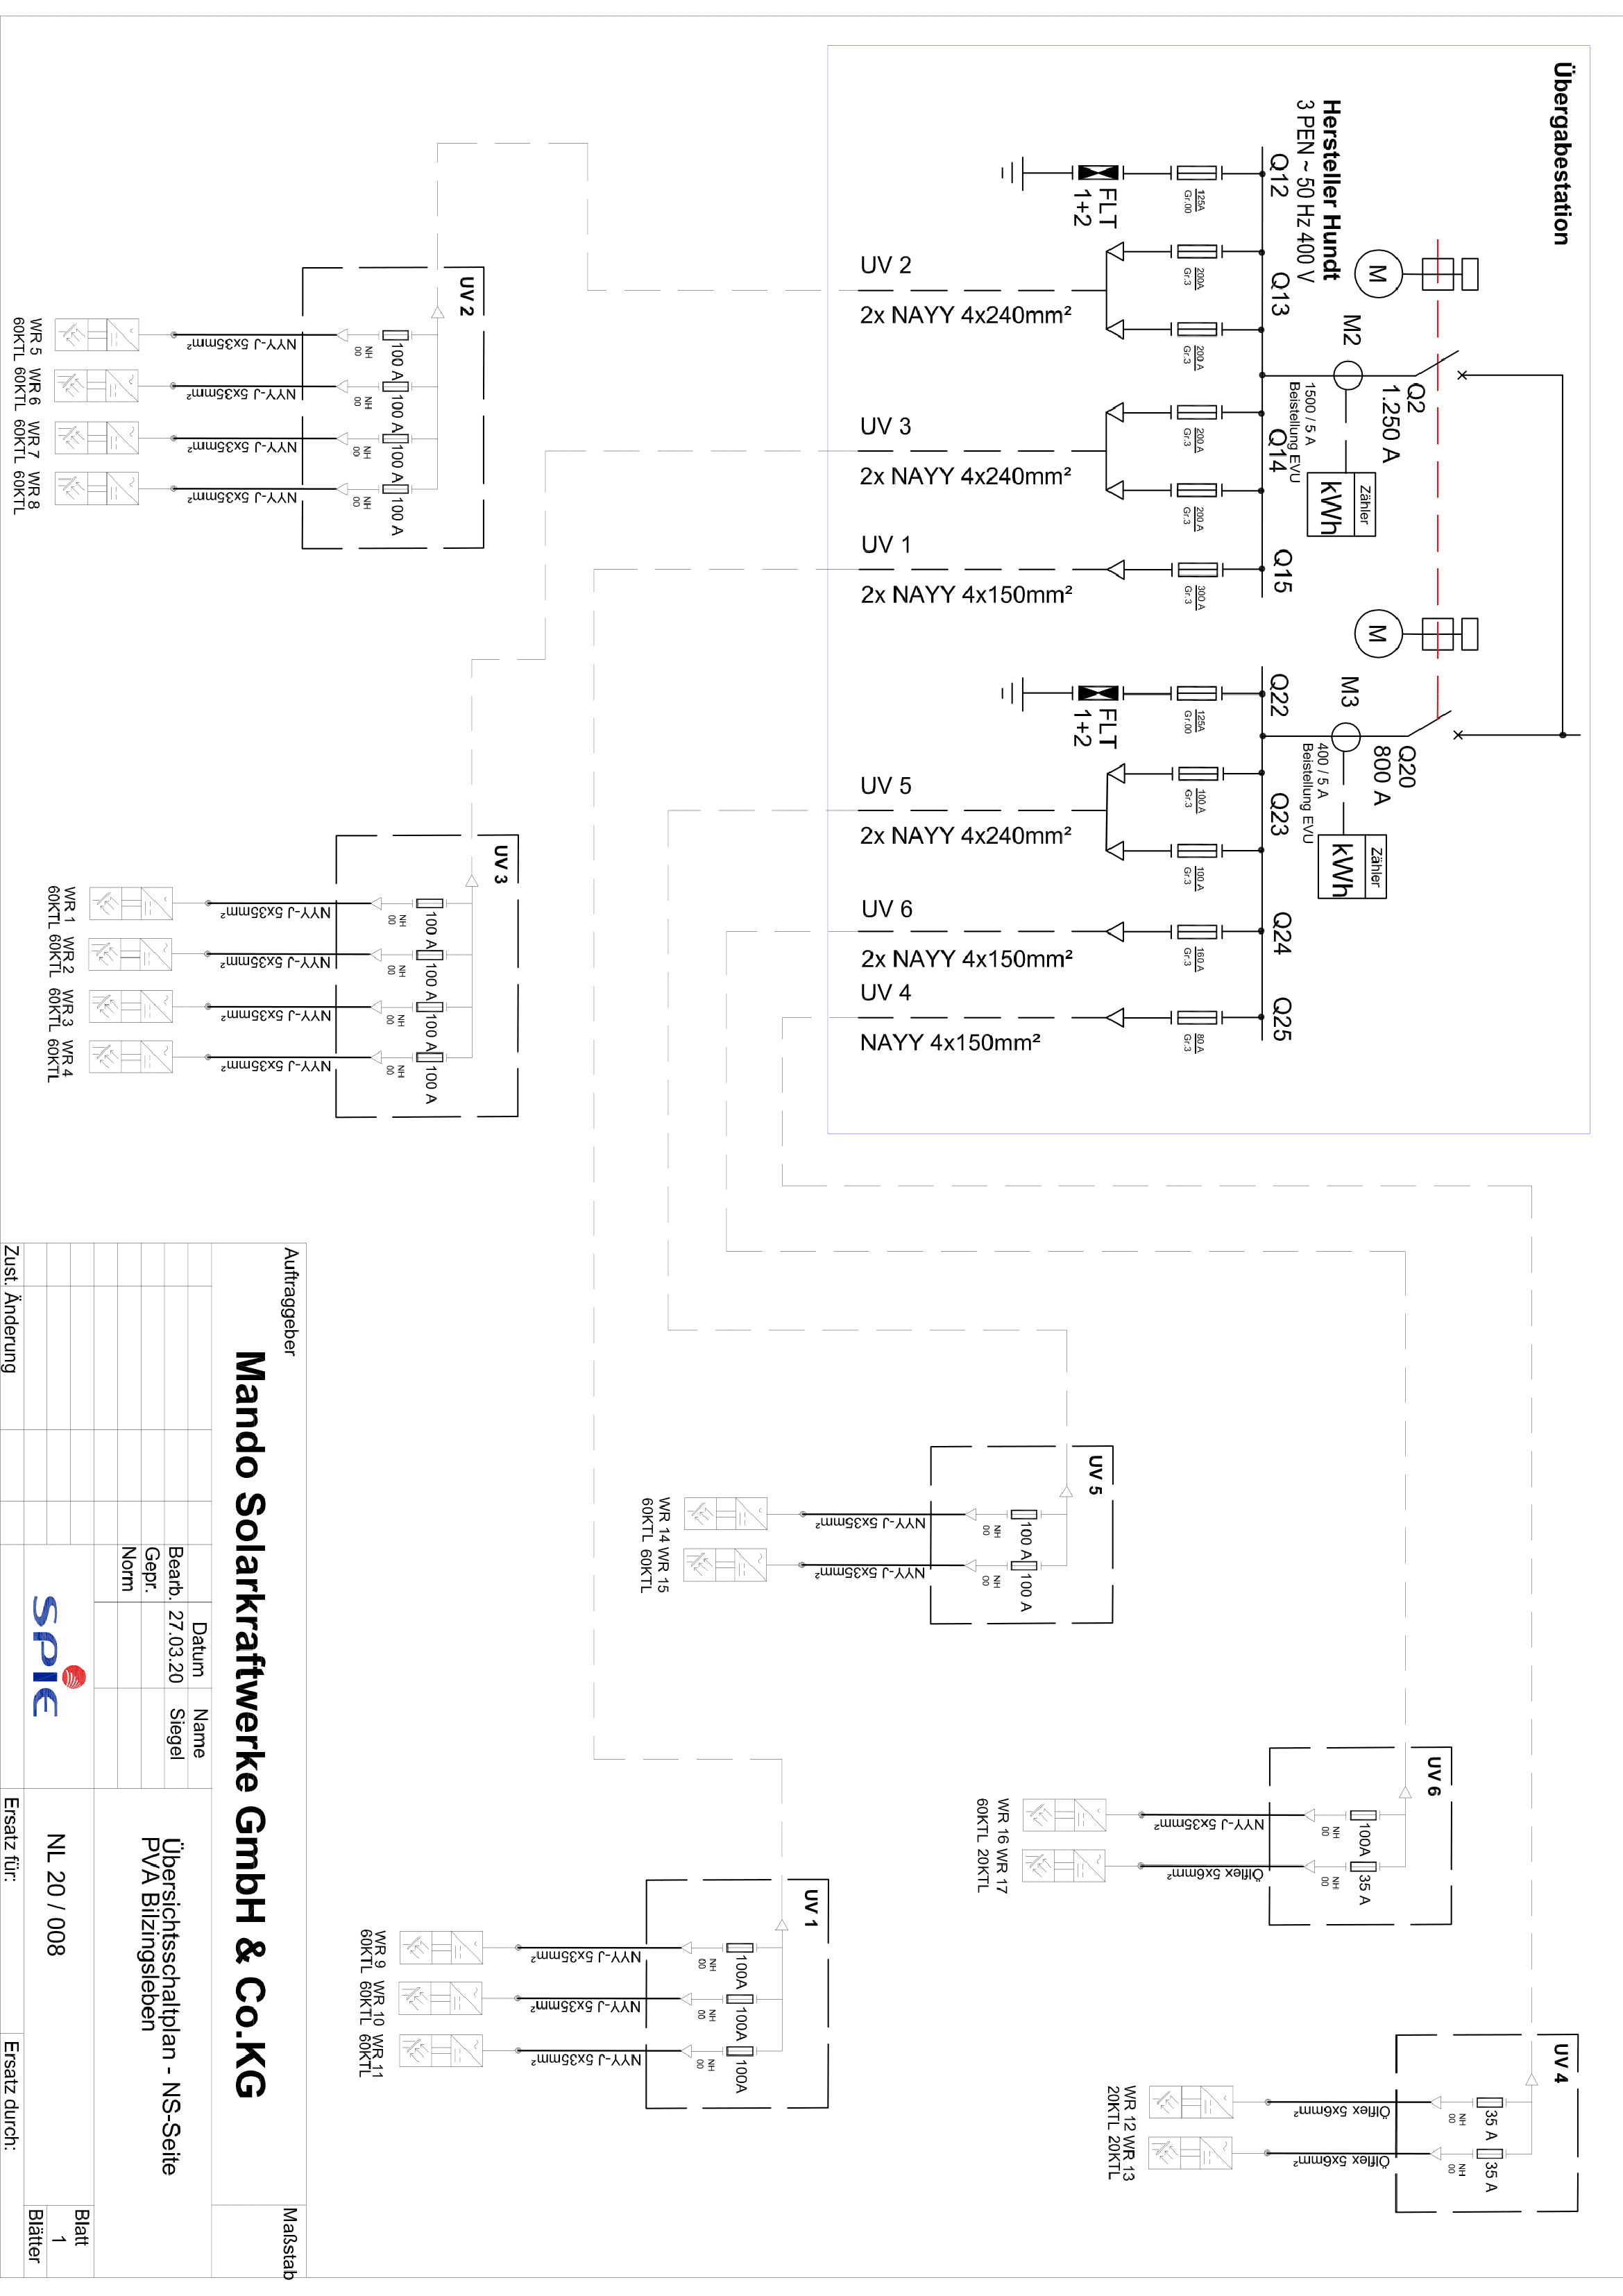 Übergabestation
Hersteller Hundt
3 PEN ~ 50 Hz 400 V
M
M2
Q2
1.250 A
1500 / 5 A
Beistellung EVU
Zähler
kWh
M
M3
Q20
800 A
400 / 5 A
Beistellung EVU
Zähler
kWh
Q12
Q13
Q14
Q15
Q22
Q23
Q24
Q25
125A
Gr.00
200A
Gr.3
200 A
Gr.3
200 A
Gr.3
200 A
Gr.3
300 A
Gr.3
125A
Gr.00
100 A
Gr.3
100 A
Gr.3
160 A
Gr.3
80 A
Gr.3
FLT
1+2
FLT
1+2
UV 2
2x NAYY 4x240mm²
UV 3
2x NAYY 4x240mm²
UV 1
2x NAYY 4x150mm²
UV 5
2x NAYY 4x240mm²
UV 6
2x NAYY 4x150mm²
UV 4
NAYY 4x150mm²
UV 2
100 A
100 A
100 A
100 A
NH
00
NH
00
NH
00
NH
00
NYY-J 5x35mm²
NYY-J 5x35mm²
NYY-J 5x35mm²
NYY-J 5x35mm²
WR 5 WR 6 WR 7 WR 8
60KTL 60KTL 60KTL 60KTL
UV 3
100 A
100 A
100 A
100 A
NH
00
NH
00
NH
00
NH
00
NYY-J 5x35mm²
NYY-J 5x35mm²
NYY-J 5x35mm²
NYY-J 5x35mm²
WR 1 WR 2 WR 3 WR 4
60KTL 60KTL 60KTL 60KTL
UV 5
100 A
100 A
NH
00
NH
00
NYY-J 5x35mm²
NYY-J 5x35mm²
WR 14 WR 15
60KTL 60KTL
UV 6
100A
35 A
NH
00
NH
00
NYY-J 5x35mm²
Ölflex 5x6mm²
WR 16 WR 17
60KTL 20KTL
UV 1
100A
100A
100A
NH
00
NH
00
NH
00
NYY-J 5x35mm²
NYY-J 5x35mm²
NYY-J 5x35mm²
WR 9 WR 10 WR 11
60KTL 60KTL 60KTL
UV 4
35 A
35 A
NH
00
NH
00
Ölflex 5x6mm²
Ölflex 5x6mm²
WR 12 WR 13
20KTL 20KTL
Auftraggeber
Maßstab
Mando Solarkraftwerke GmbH & Co.KG
Datum Name
Bearb. 27.03.20 Siegel
Gepr.
Norm
Übersichtsschaltplan - NS-Seite
PVA Bilzingsleben
SPIE
NL 20 / 008
Blatt
1
Blätter
Zust. Änderung
Ersatz für:
Ersatz durch: